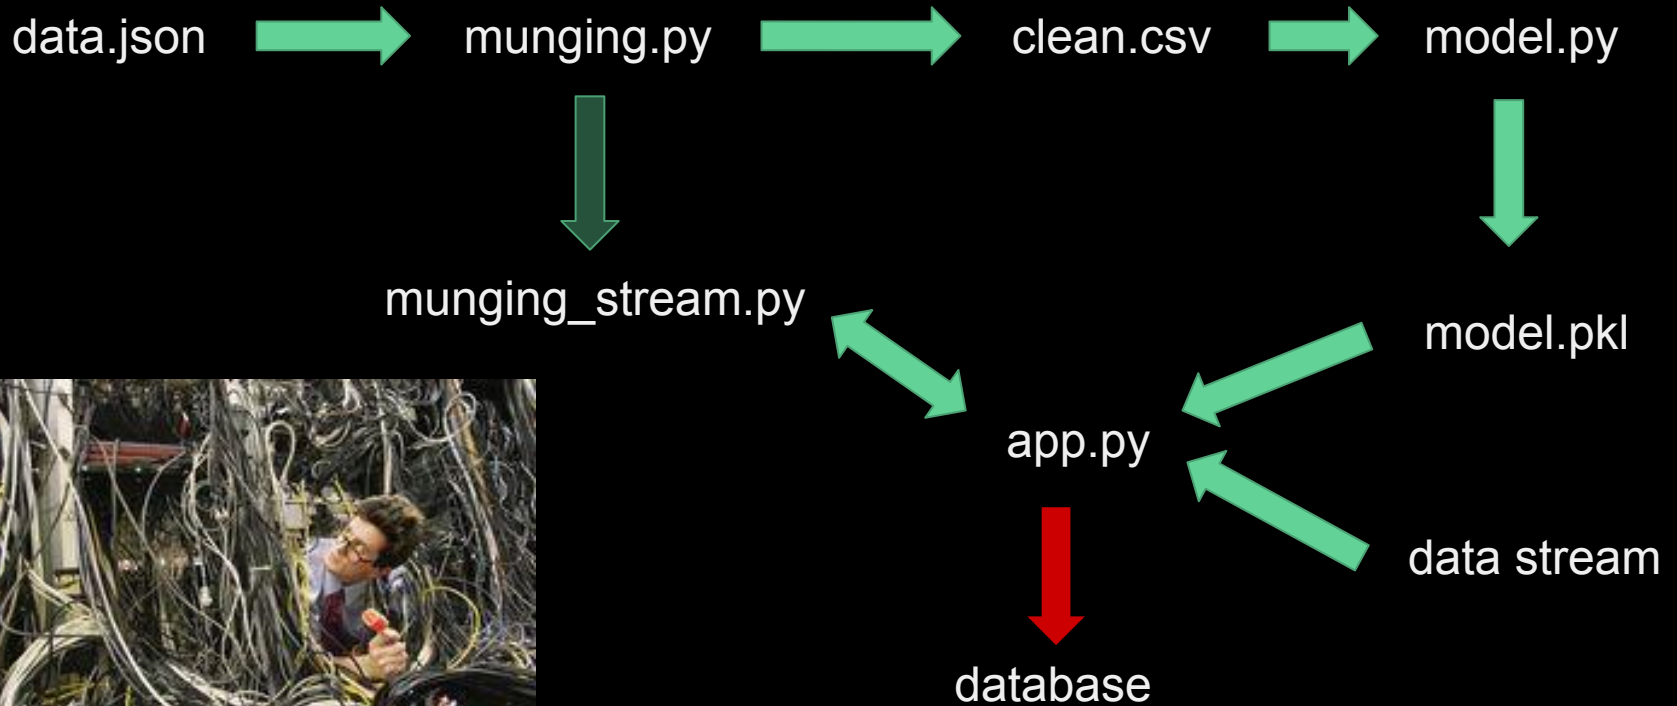 data.json
munging.py
clean.csv
model.py
munging_stream.py
model.pkl
app.py
data stream
database